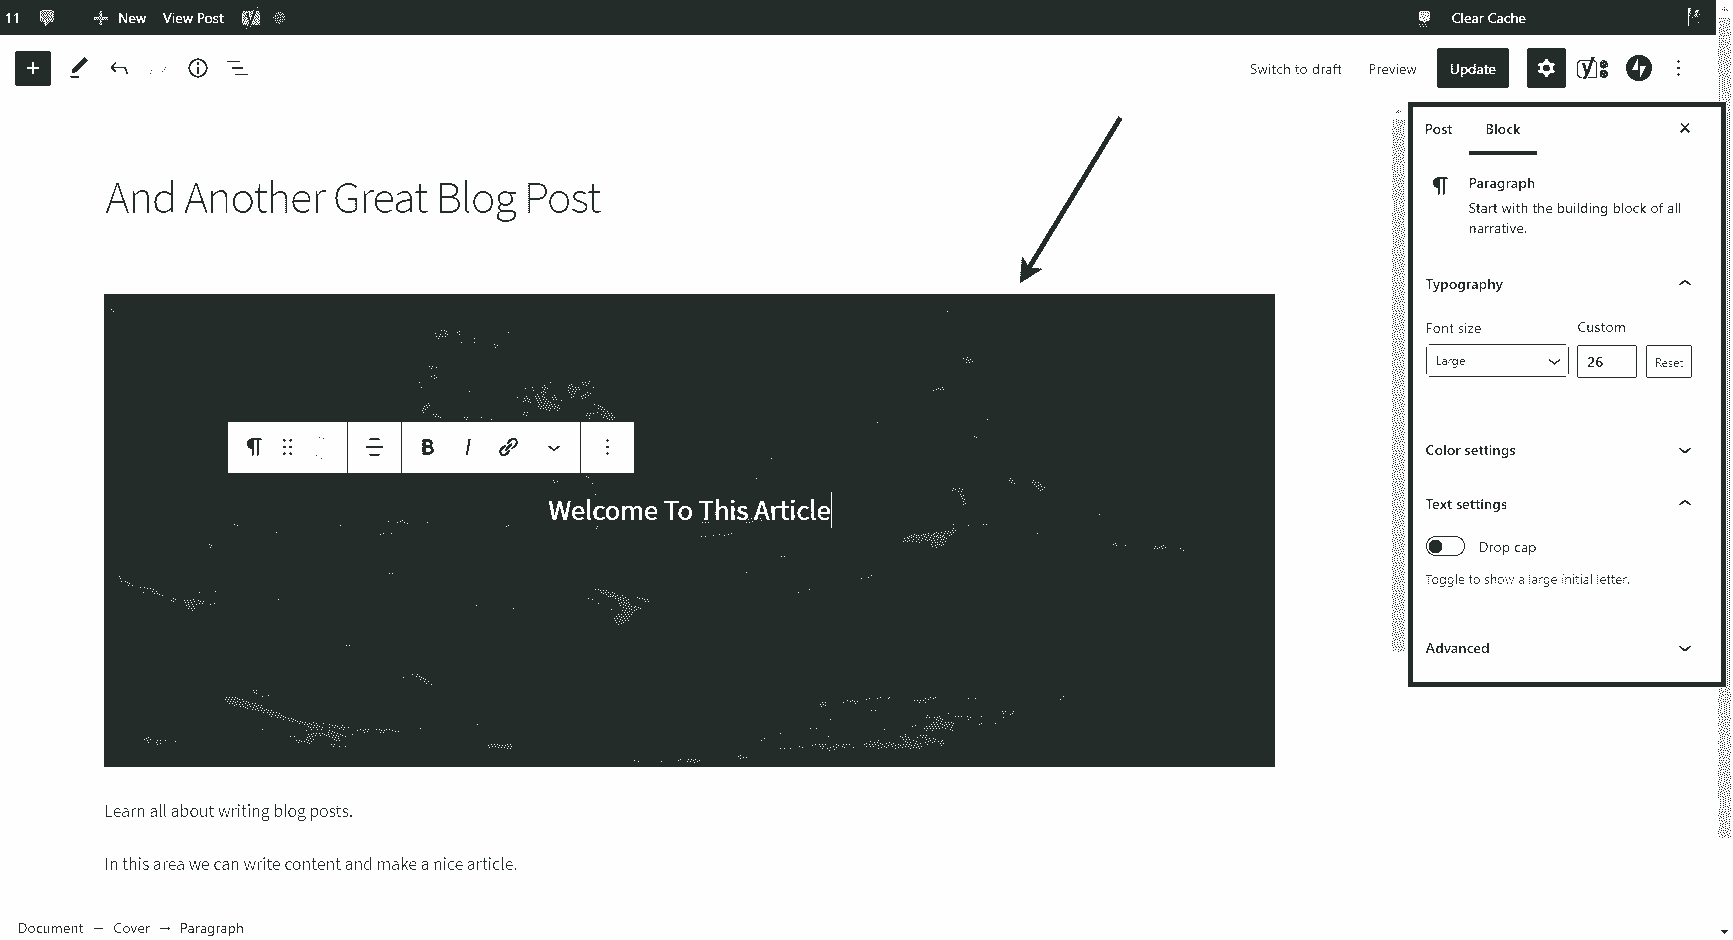 11 New View Post Clear Cache
Switch to draft Preview Update
Post Block
Paragraph
Start with the building block of all
narrative.
Typography
Font size Custom
Large 26 Reset
Color settings
Text settings
Drop cap
Toggle to show a large initial letter.
Advanced
And Another Great Blog Post
B I
Welcome To This Article
Learn all about writing blog posts.
In this area we can write content and make a nice article.
Document — Cover → Paragraph